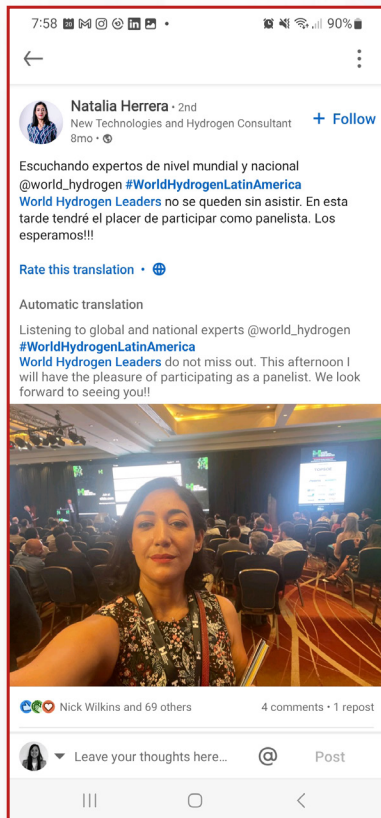 7:58
90%
Natalia Herrera • 2nd
New Technologies and Hydrogen Consultant
8mo •
+ Follow
Escuchando expertos de nivel mundial y nacional
@world_hydrogen #WorldHydrogenLatinAmerica
World Hydrogen Leaders no se queden sin asistir. En esta
tarde tendré el placer de participar como panelista. Los
esperamos!!!
Rate this translation •
Automatic translation
Listening to global and national experts @world_hydrogen
#WorldHydrogenLatinAmerica
World Hydrogen Leaders do not miss out. This afternoon I
will have the pleasure of participating as a panelist. We look
forward to seeing you!!
Nick Wilkins and 69 others
4 comments • 1 repost
Leave your thoughts here...
@
Post